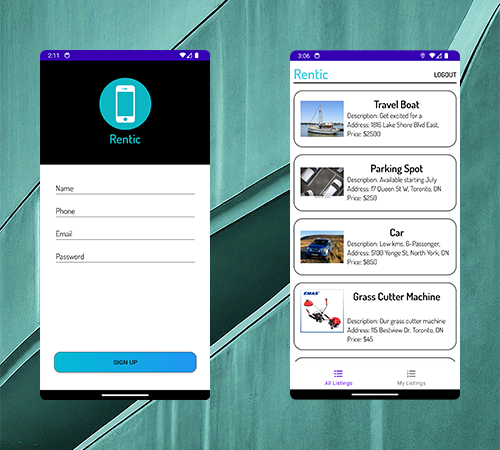 2:11
Rentic
Name
Phone
Email
Password
SIGN UP
3:06
Rentic
LOGOUT
Travel Boat
Description: Get excited for a
Address: 1816 Lake Shore Blvd East,
Price: $2500
Parking Spot
Description: Available starting July
Address: 17 Queen St W, Toronto, ON
Price: $250
Car
Description: Low kms, 6-Passenger,
Address: 5100 Yonge St, North York, ON
Price: $850
EMAS
Grass Cutter Machine
Description: Our grass cutter machine
Address: 115 Bestview Dr, Toronto, ON
Price: $45
All Listings
My Listings